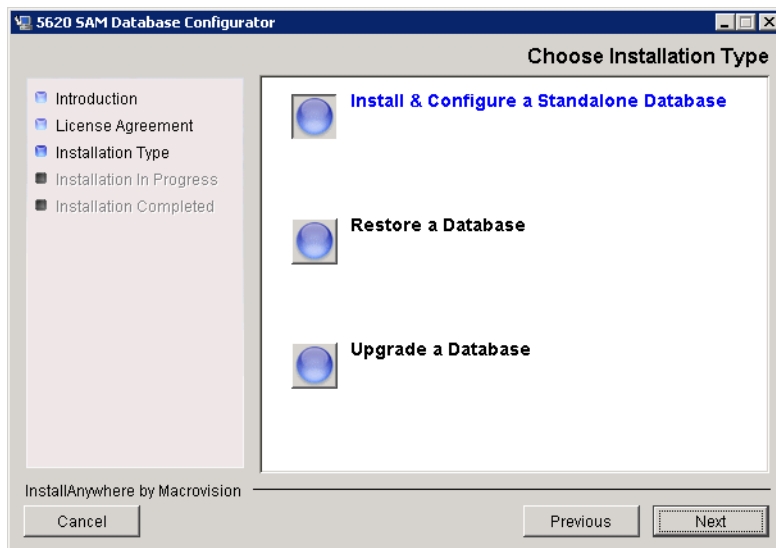 5620 SAM Database Configurator
Choose Installation Type
Introduction
License Agreement
Installation Type
Installation In Progress
Installation Completed
Install & Configure a Standalone Database
Restore a Database
Upgrade a Database
InstallAnywhere by Macrovision
Cancel
Previous
Next